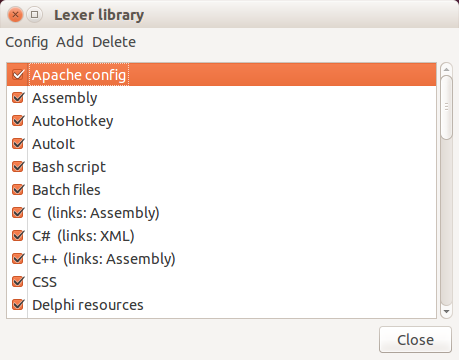 Lexer library
Config Add Delete
Apache config
Assembly
AutoHotkey
AutoIt
Bash script
Batch files
C (links: Assembly)
C# (links: XML)
C++ (links: Assembly)
CSS
Delphi resources
Close